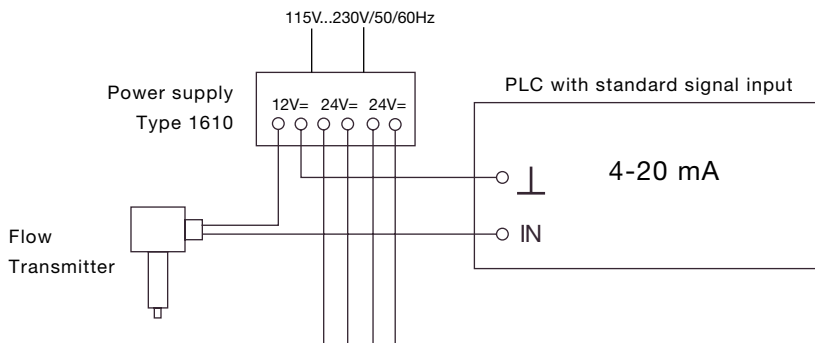 115V...230V/50/60Hz
Power supply
Type 1610
12V= 24V= 24V=
PLC with standard signal input
4-20 mA
IN
Flow
Transmitter